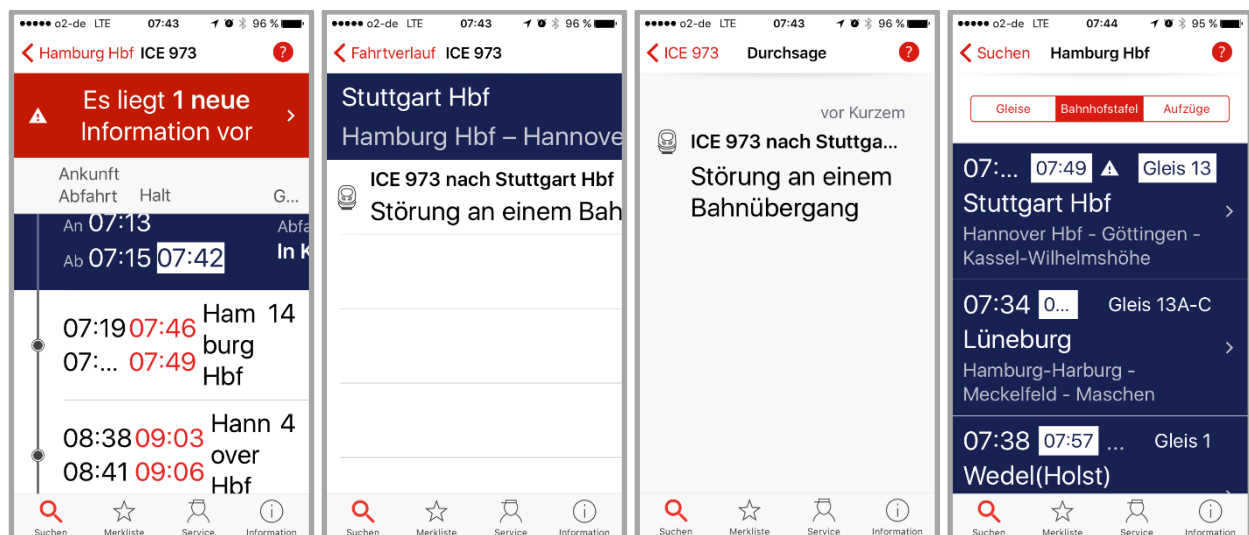 o2-de LTE 07:43 96 %
Hamburg Hbf ICE 973 ?
Es liegt 1 neue
Information vor
Ankunft
Abfahrt Halt G...
An 07:13 Abfa
Ab 07:15 07:42 In K
07:19 07:46 Ham 14
burg
07:... 07:49
Hbf
08:38 09:03 Hann 4
over
08:41 09:06
Hbf
Suchen Merkliste Service Information
o2-de LTE 07:43 96 %
Fahrtverlauf ICE 973
Stuttgart Hbf
Hamburg Hbf – Hannove
ICE 973 nach Stuttgart Hbf
Störung an einem Bah
Suchen Merkliste Service Information
o2-de LTE 07:43 96 %
ICE 973 Durchsage ?
vor Kurzem
ICE 973 nach Stuttga...
Störung an einem
Bahnübergang
Suchen Merkliste Service Information
o2-de LTE 07:44 95 %
Suchen Hamburg Hbf ?
Gleise Bahnhofstafel Aufzüge
07:... 07:49 Gleis 13
Stuttgart Hbf
Hannover Hbf - Göttingen -
Kassel-Wilhelmshöhe
07:34 0... Gleis 13A-C
Lüneburg
Hamburg-Harburg -
Meckelfeld - Maschen
07:38 07:57 ... Gleis 1
Wedel(Holst)
Suchen Merkliste Service Information